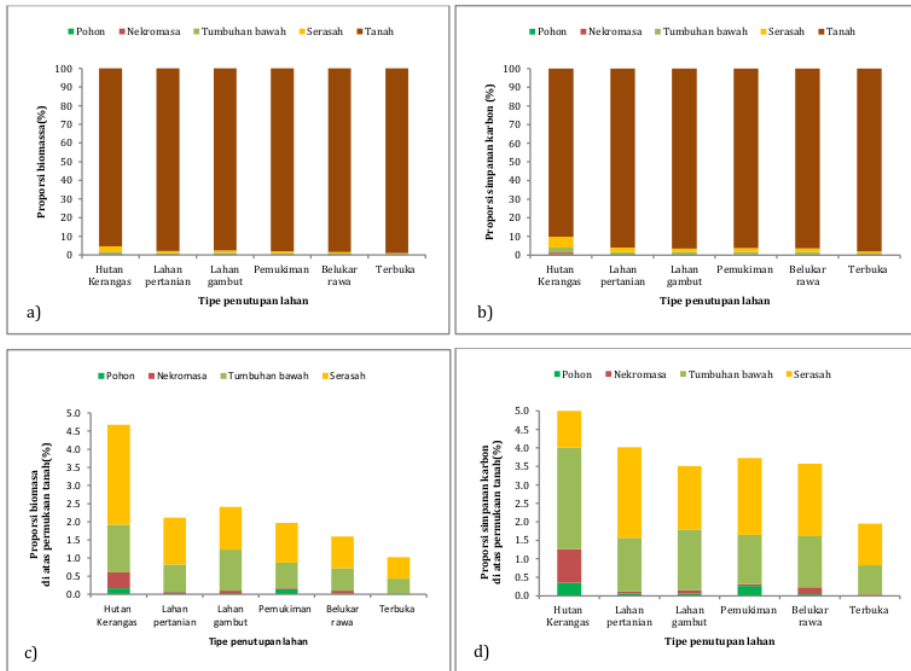 Pohon Nekromasa Tumbuhan bawah Serasah Tanah
Proporsi biomassa(%)
100
90
80
70
60
50
40
30
20
10
0
Hutan Kerangas
Lahan pertanian
Lahan gambut
Pemukiman
Belukar rawa
Terbuka
Tipe penutupan lahan
a)
Pohon Nekromasa Tumbuhan bawah Serasah Tanah
Proporsi simpanan karbon (%)
100
90
80
70
60
50
40
30
20
10
0
Hutan Kerangas
Lahan pertanian
Lahan gambut
Pemukiman
Belukar rawa
Terbuka
Tipe penutupan lahan
b)
Pohon Nekromasa Tumbuhan bawah Serasah
Proporsi biomasa
di atas permukaan tanah(%)
5.0
4.5
4.0
3.5
3.0
2.5
2.0
1.5
1.0
0.5
0.0
Hutan Kerangas
Lahan pertanian
Lahan gambut
Pemukiman
Belukar rawa
Terbuka
Tipe penutupan lahan
c)
Pohon Nekromasa Tumbuhan bawah Serasah
Proporsi simpanan karbon
di atas permukaan tanah(%)
5.0
4.5
4.0
3.5
3.0
2.5
2.0
1.5
1.0
0.5
0.0
Hutan Kerangas
Lahan pertanian
Lahan gambut
Pemukiman
Belukar rawa
Terbuka
Tipe penutupan lahan
d)